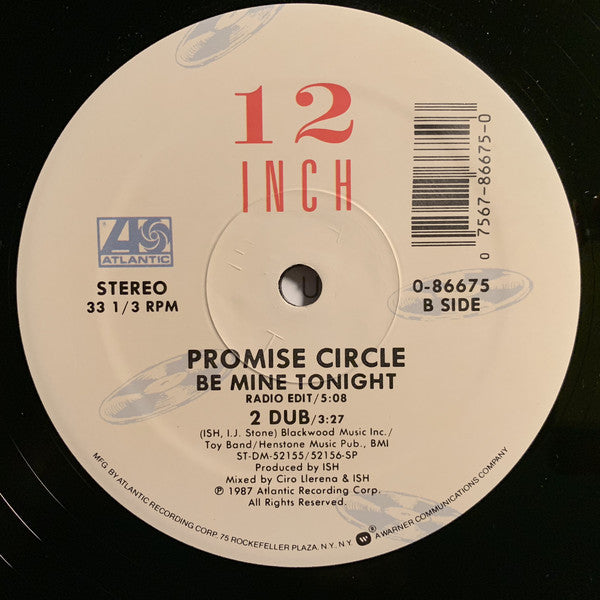 12
INCH
0 7567-86675-0
ATLANTIC
STEREO
33 1/3 RPM
0-86675
B SIDE
PROMISE CIRCLE
BE MINE TONIGHT
RADIO EDIT/5:08
2 DUB/3:27
(ISH, I.J. Stone) Blackwood Music Inc./
Toy Band/Henstone Music Pub., BMI
ST-DM-52155/52156-SP
Produced by ISH
Mixed by Ciro Llerena & ISH
℗ 1987 Atlantic Recording Corp.
All Rights Reserved.
MFG. BY ATLANTIC RECORDING CORP. 75 ROCKEFELLER PLAZA, N.Y., N.Y. ® A WARNER COMMUNICATIONS COMPANY